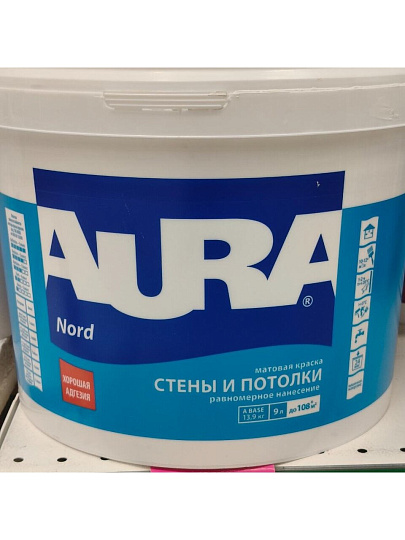 AURA
®
Nord
ХОРОШАЯ
АДГЕЗИЯ
матовая краска
СТЕНЫ И ПОТОЛКИ
равномерное нанесение
A BASE
13.9 кг
9 л
до 108 м²